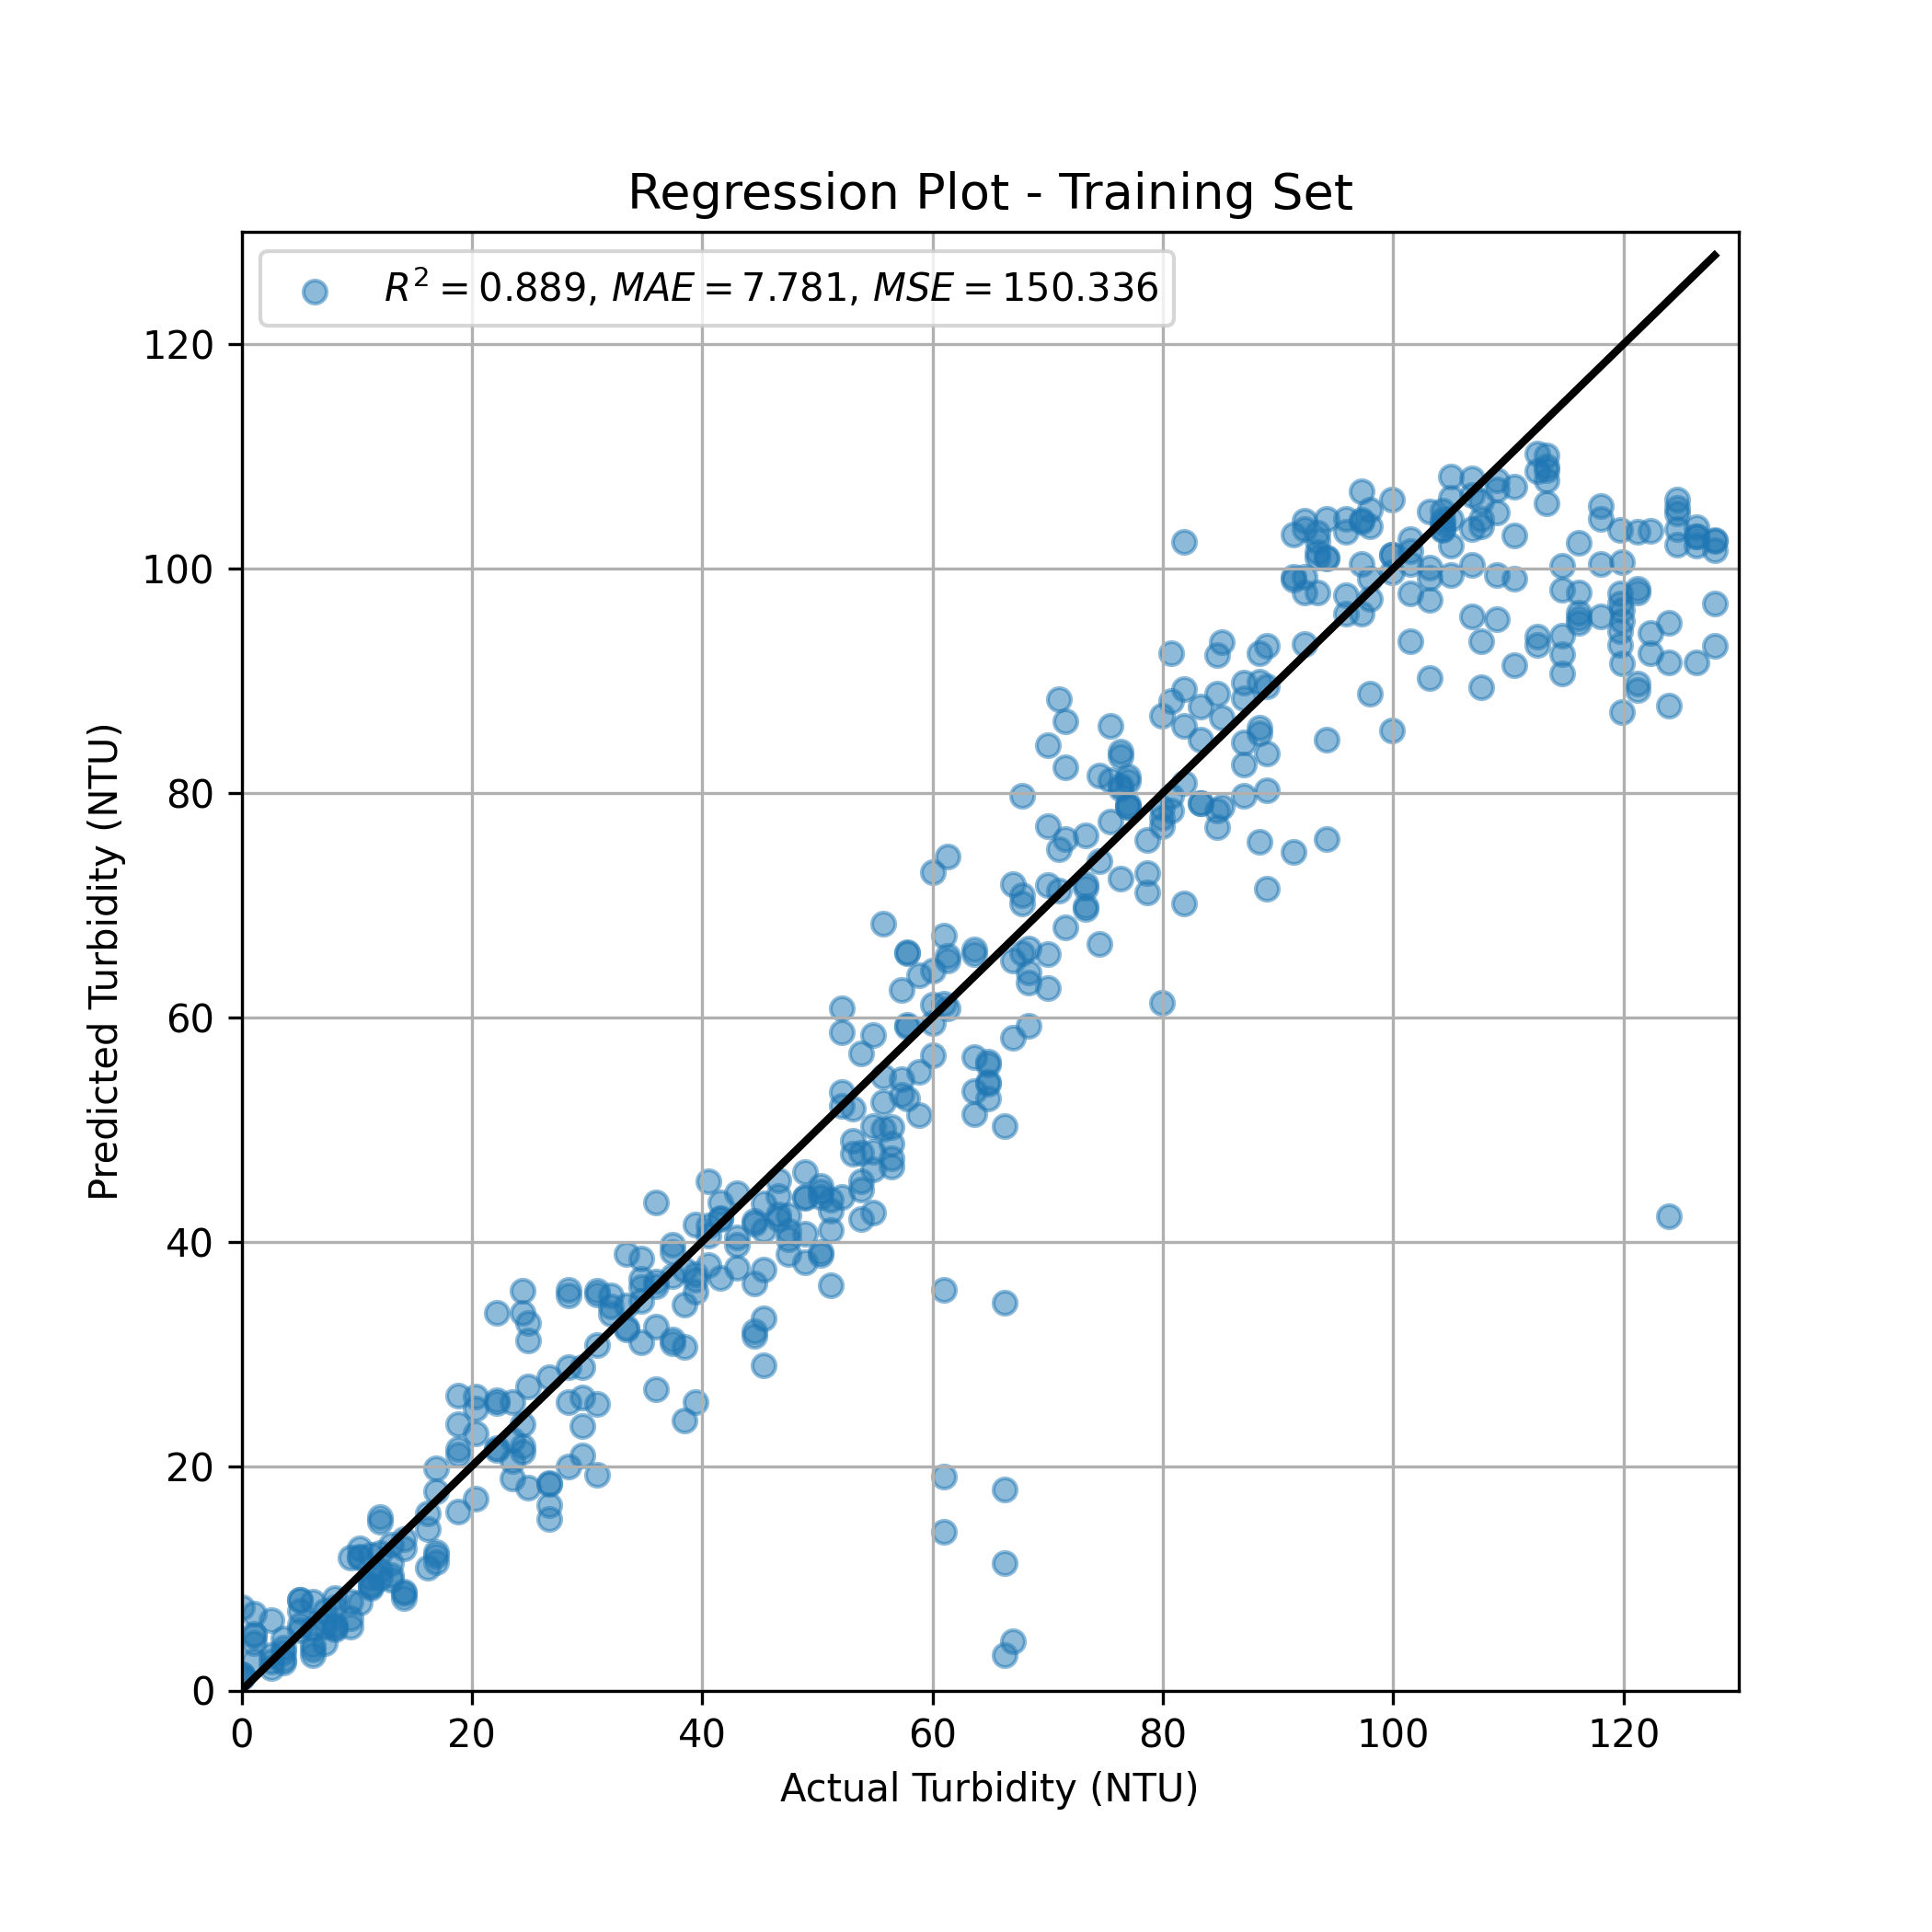 Regression Plot - Training Set
R² = 0.889, MAE = 7.781, MSE = 150.336
Predicted Turbidity (NTU)
120
100
80
60
40
20
0
0 20 40 60 80 100 120
Actual Turbidity (NTU)